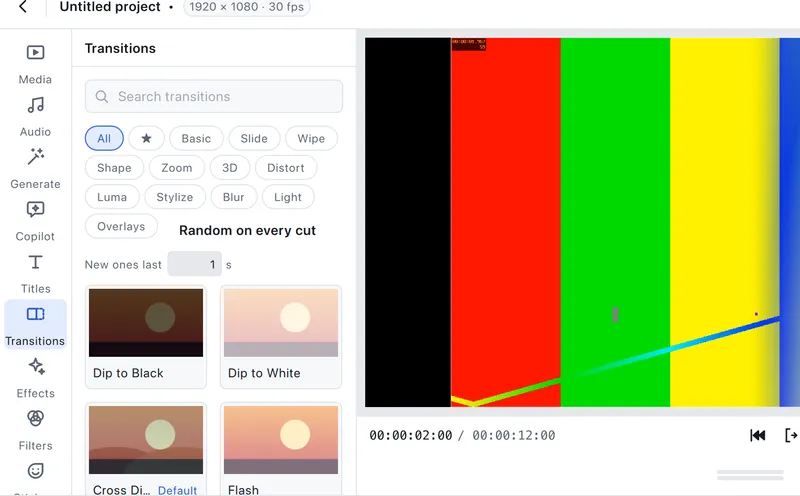 Untitled project • 1920 × 1080 · 30 fps
Media
Audio
Generate
Copilot
Titles
Transitions
Effects
Filters
Transitions
Search transitions
All ★ Basic Slide Wipe
Shape Zoom 3D Distort
Luma Stylize Blur Light
Overlays Random on every cut
New ones last 1 s
Dip to Black
Dip to White
Cross Di... Default
Flash
00:00:02:00 / 00:00:12:00